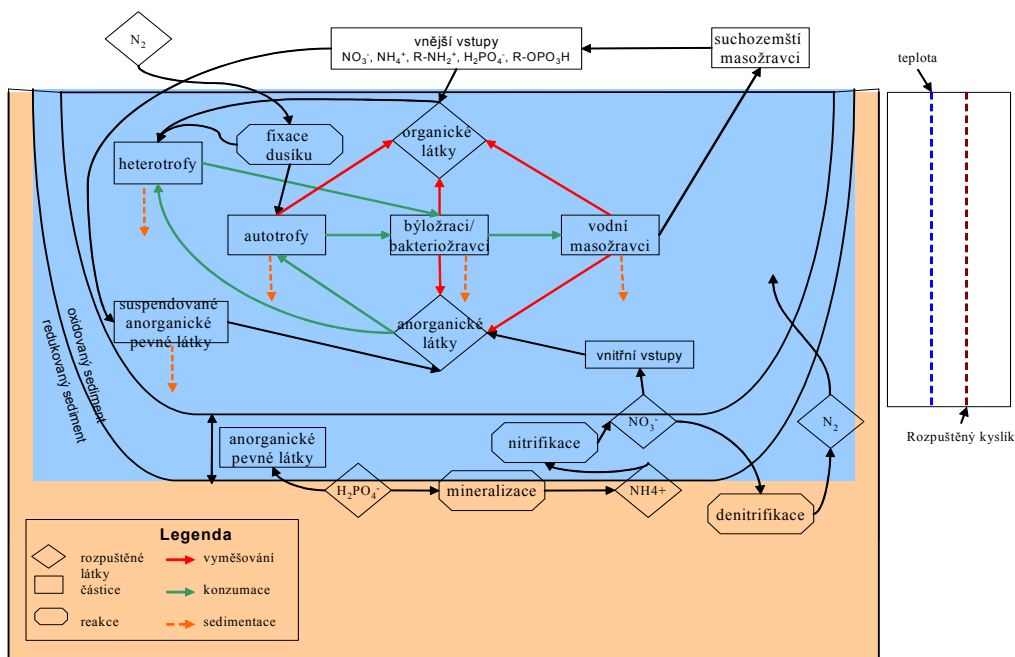 N2
vnější vstupy
NO3-, NH4+, R-NH2+, H2PO4-, R-OPO3H
suchozemští
masožravci
teplota
fixace
dusíku
organické
látky
heterotrofy
autotrofy
býložraci/
bakteriožravci
vodní
masožravci
suspendované
anorganické
pevné látky
anorganické
látky
vnitřní vstupy
oxidovaný sediment
redukovaný sediment
anorganické
pevné látky
nitrifikace
NO3-
N2
Rozpuštěný kyslík
H2PO4-
mineralizace
NH4+
denitrifikace
Legenda
rozpuštěné
látky
vyměšování
částice
konzumace
reakce
sedimentace